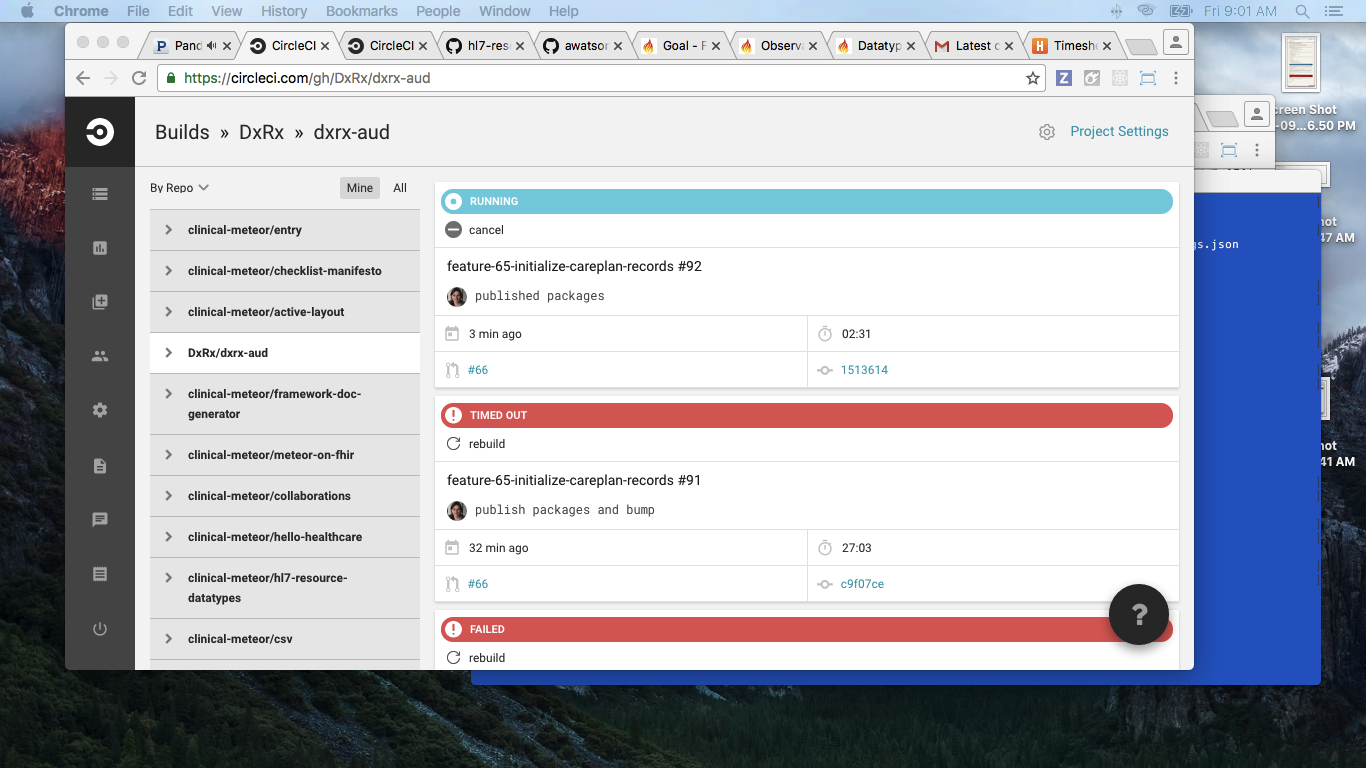 Chrome File Edit View History Bookmarks People Window Help Fri 9:01 AM
Pand CircleCI CircleCI hl7-res awatsor Goal - F Observa Datatyp Latest Timesh
https://circleci.com/gh/DxRx/dxrx-aud
Builds » DxRx » dxrx-aud
Project Settings
By Repo Mine All
clinical-meteor/entry
clinical-meteor/checklist-manifesto
clinical-meteor/active-layout
DxRx/dxrx-aud
clinical-meteor/framework-doc-
generator
clinical-meteor/meteor-on-fhir
clinical-meteor/collaborations
clinical-meteor/hello-healthcare
clinical-meteor/hl7-resource-
datatypes
clinical-meteor/csv
RUNNING
cancel
feature-65-initialize-careplan-records #92
published packages
3 min ago 02:31
#66 1513614
TIMED OUT
rebuild
feature-65-initialize-careplan-records #91
publish packages and bump
32 min ago 27:03
#66 c9f07ce
FAILED
rebuild
?
creen Shot
-09...6.50 PM
gs.json
hot
47 AM
hot
41 AM